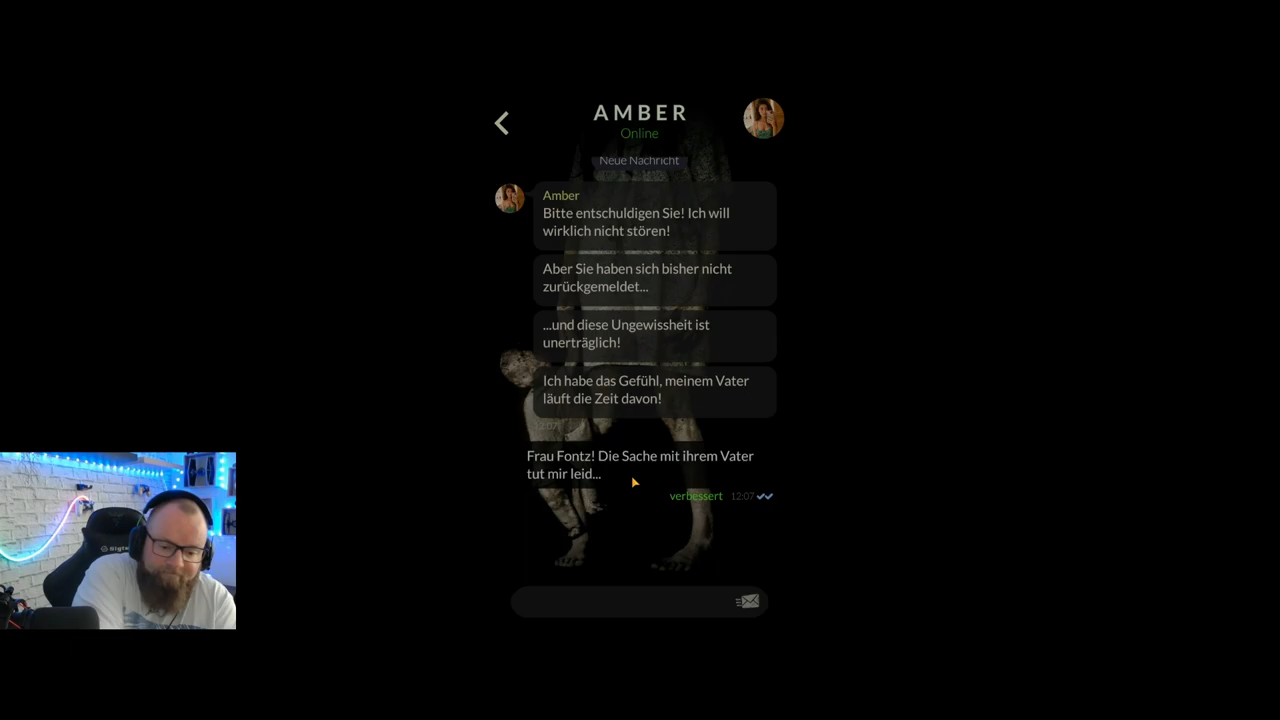 AMBER
Online
Neue Nachricht
Amber
Bitte entschuldigen Sie! Ich will
wirklich nicht stören!
Aber Sie haben sich bisher nicht
zurückgemeldet...
...und diese Ungewissheit ist
unerträglich!
Ich habe das Gefühl, meinem Vater
läuft die Zeit davon!
12:07
Frau Fontz! Die Sache mit ihrem Vater
tut mir leid...
verbessert 12:07